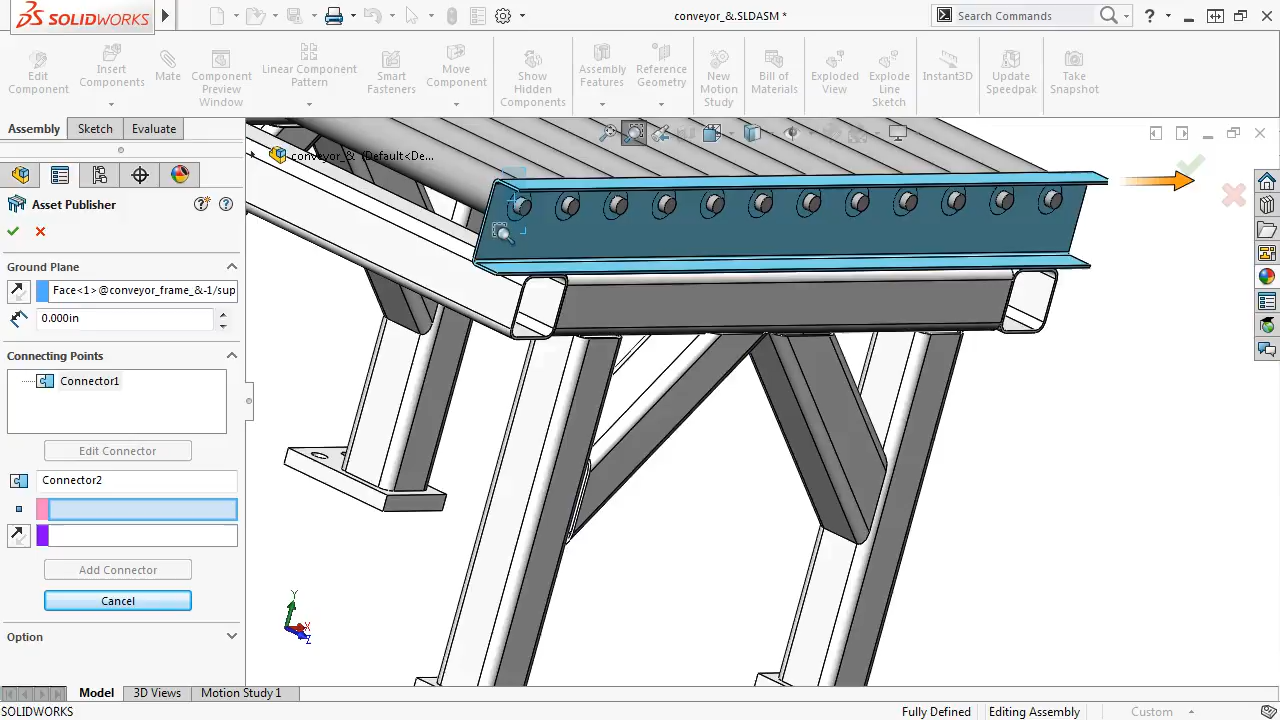 SOLIDWORKS
conveyor_&.SLDASM *
Search Commands
?
Edit Component
Insert Components
Mate
Component Preview Window
Linear Component Pattern
Smart Fasteners
Move Component
Show Hidden Components
Assembly Features
Reference Geometry
New Motion Study
Bill of Materials
Exploded View
Explode Line Sketch
Instant3D
Update Speedpak
Take Snapshot
Assembly
Sketch
Evaluate
conveyor_& (Default<De...
Asset Publisher
Ground Plane
Face<1>@conveyor_frame_&-1/sup
0.000in
Connecting Points
Connector1
Edit Connector
Connector2
Add Connector
Cancel
Option
Y
X
Z
Model
3D Views
Motion Study 1
SOLIDWORKS
Fully Defined
Editing Assembly
Custom